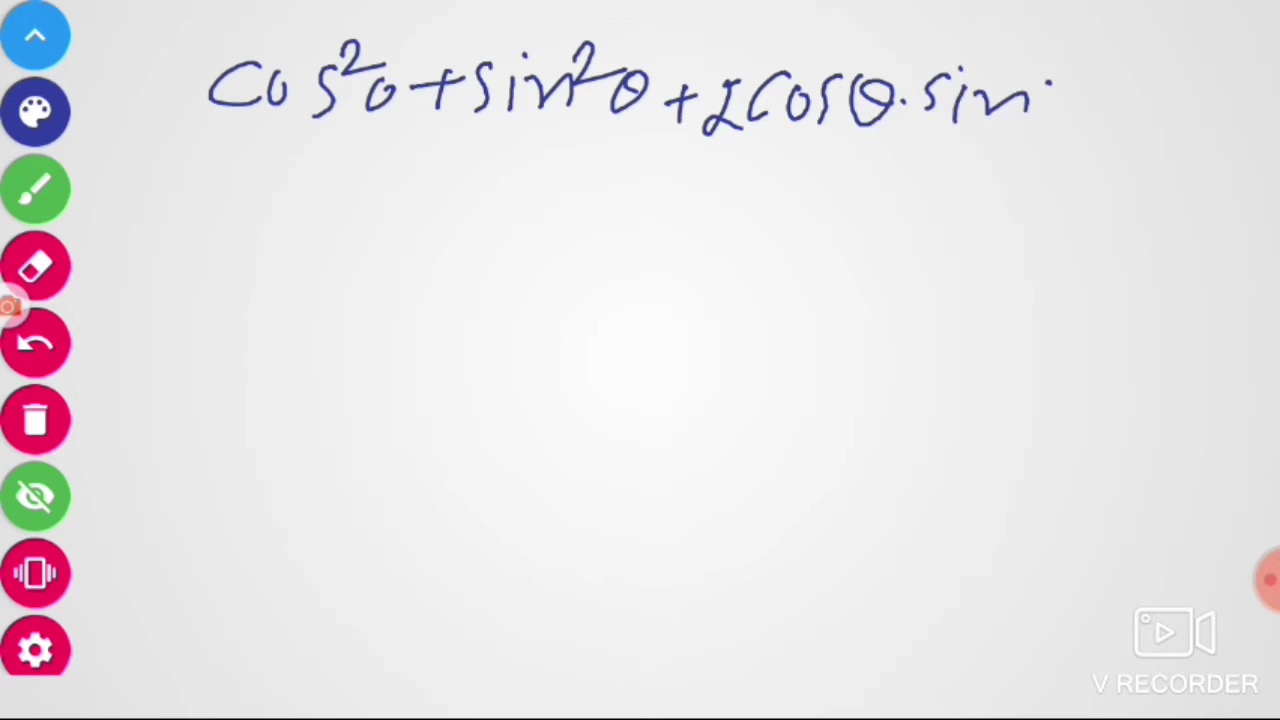 cos²θ + sin²θ + 2cosθ·sin
V RECORDER